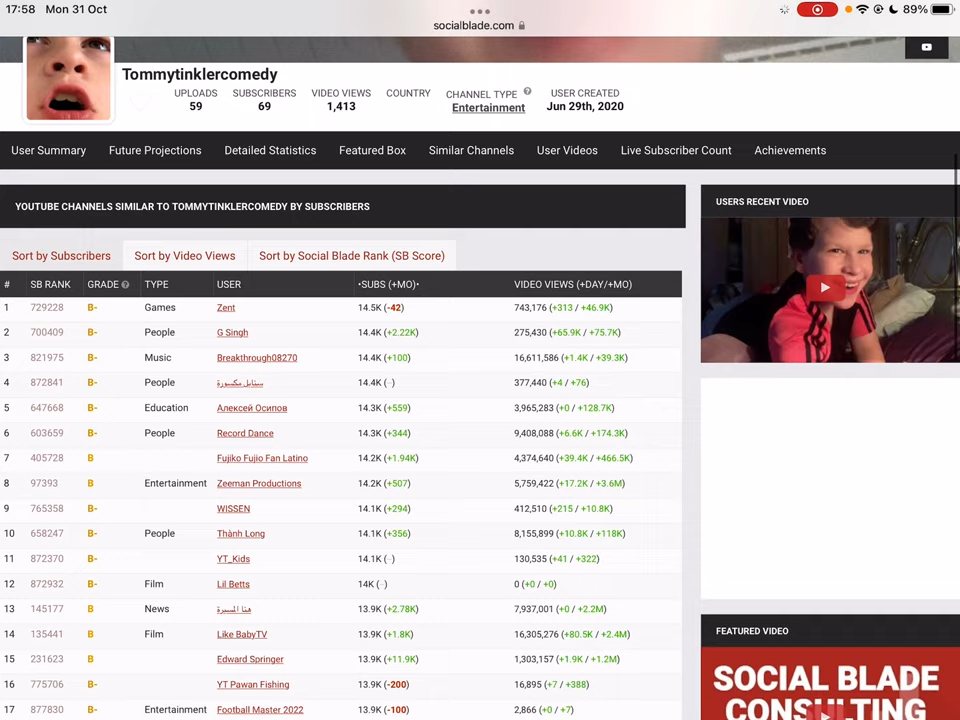 17:58 Mon 31 Oct
89%
socialblade.com
Tommytinklercomedy
UPLOADS SUBSCRIBERS VIDEO VIEWS COUNTRY CHANNEL TYPE USER CREATED
59 69 1,413 Entertainment Jun 29th, 2020
User Summary Future Projections Detailed Statistics Featured Box Similar Channels User Videos Live Subscriber Count Achievements
YOUTUBE CHANNELS SIMILAR TO TOMMYTINKLERCOMEDY BY SUBSCRIBERS
USERS RECENT VIDEO
Sort by Subscribers Sort by Video Views Sort by Social Blade Rank (SB Score)
# SB RANK GRADE TYPE USER •SUBS (+MO)• VIDEO VIEWS (+DAY/+MO)
1 729228 B- Games Zent 14.5K (-42) 743,176 (+313 / +46.9K)
2 700409 B- People G Singh 14.4K (+2.22K) 275,430 (+65.9K / +75.7K)
3 821975 B- Music Breakthrough08270 14.4K (+100) 16,611,586 (+1.4K / +39.3K)
4 872841 B- People 14.4K (--) 377,440 (+4 / +76)
5 647668 B- Education Алексей Осипов 14.3K (+559) 3,965,283 (+0 / +128.7K)
6 603659 B- People Record Dance 14.3K (+344) 9,408,088 (+6.6K / +174.3K)
7 405728 B Fujiko Fujio Fan Latino 14.2K (+1.94K) 4,374,640 (+39.4K / +466.5K)
8 97393 B Entertainment Zeeman Productions 14.2K (+507) 5,759,422 (+17.2K / +3.6M)
9 765358 B- WISSEN 14.1K (+294) 412,510 (+215 / +10.8K)
10 658247 B- People Thành Long 14.1K (+356) 8,155,899 (+10.8K / +118K)
11 872370 B- YT_Kids 14.1K (--) 130,535 (+41 / +322)
12 872932 B- Film Lil Betts 14K (--) 0 (+0 / +0)
13 145177 B News 13.9K (+2.78K) 7,937,001 (+0 / +2.2M)
14 135441 B Film Like BabyTV 13.9K (+1.8K) 16,305,276 (+80.5K / +2.4M)
15 231623 B Edward Springer 13.9K (+11.9K) 1,303,157 (+1.9K / +1.2M)
16 775706 B- YT Pawan Fishing 13.9K (-200) 16,895 (+7 / +388)
17 877830 B- Entertainment Football Master 2022 13.9K (-100) 2,866 (+0 / +7)
FEATURED VIDEO
SOCIAL BLADE
CONSULTING